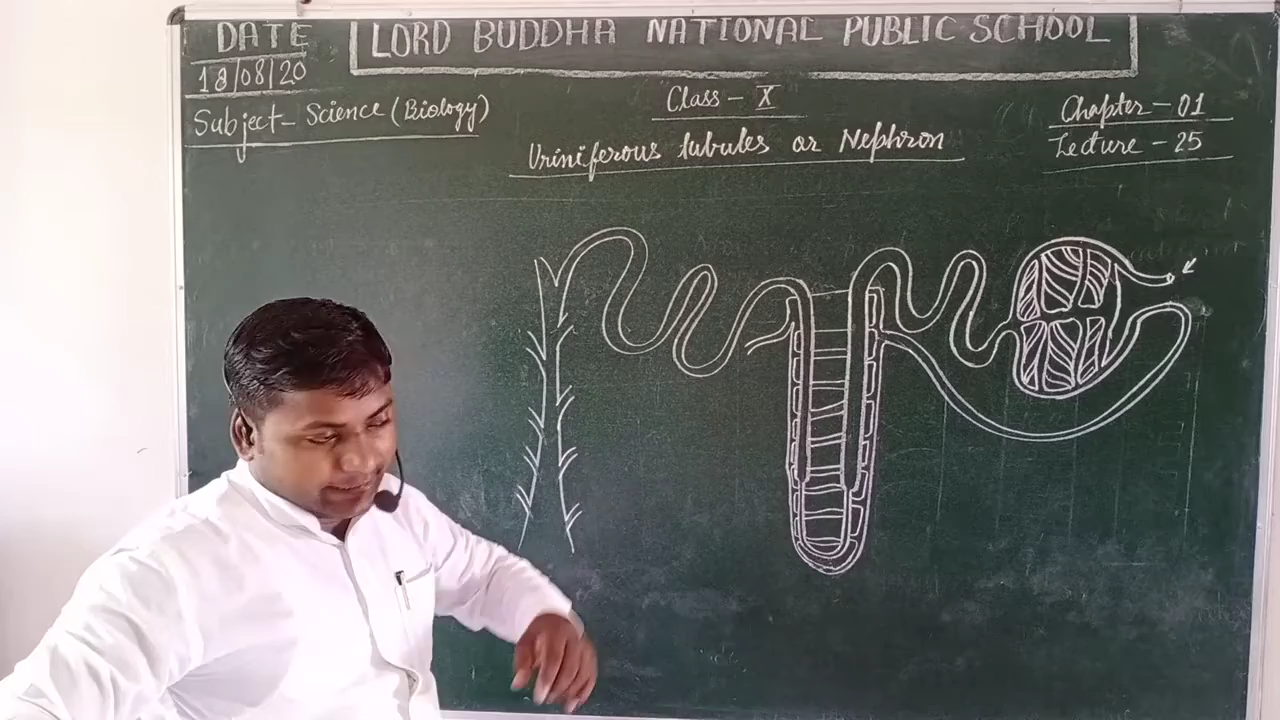 DATE
LORD BUDDHA NATIONAL PUBLIC SCHOOL
18/08/20
Subject- Science (Biology)
Class - X
Chapter - 01
Lecture - 25
Uriniferous tubules or Nephron